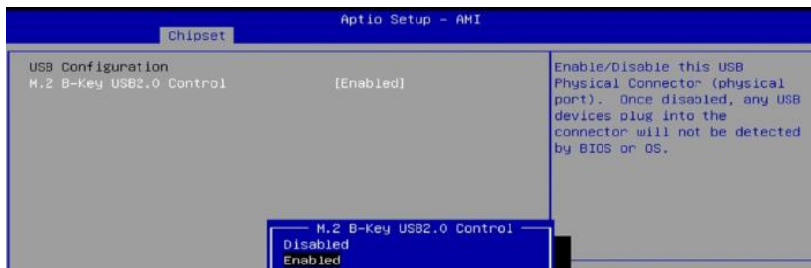 Aptio Setup - AMI
Chipset
USB Configuration
M.2 B-Key USB2.0 Control [Enabled]
Enable/Disable this USB
Physical Connector (physical
port). Once disabled, any USB
devices plug into the
connector will not be detected
by BIOS or OS.
M.2 B-Key USB2.0 Control
Disabled
Enabled